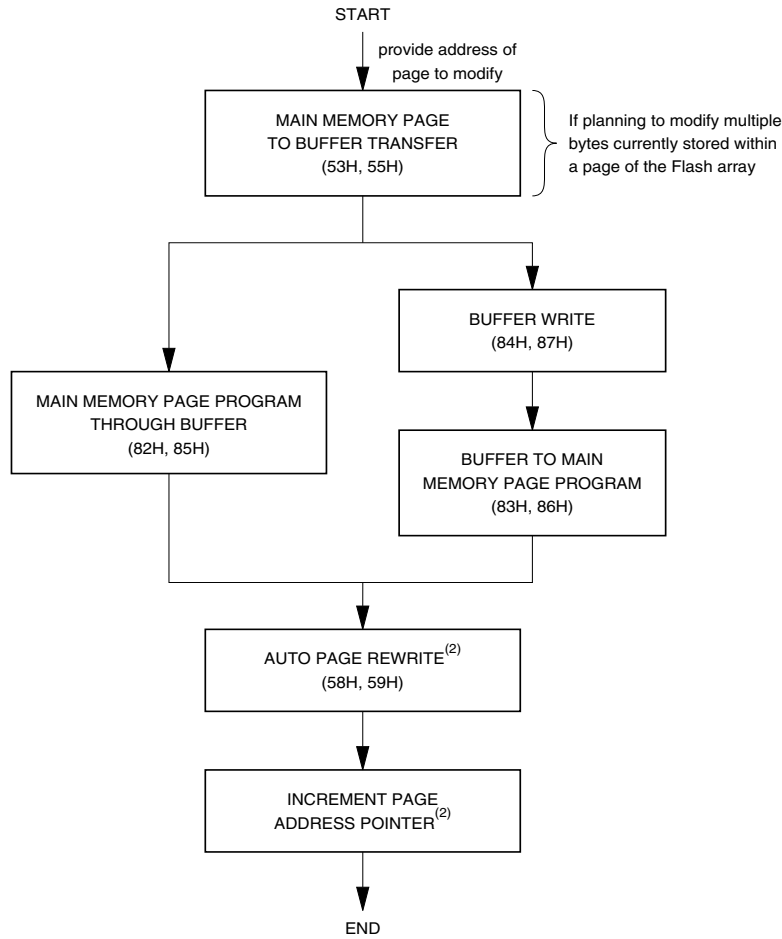 START
provide address of
page to modify
MAIN MEMORY PAGE
TO BUFFER TRANSFER
(53H, 55H)
If planning to modify multiple
bytes currently stored within
a page of the Flash array
BUFFER WRITE
(84H, 87H)
MAIN MEMORY PAGE PROGRAM
THROUGH BUFFER
(82H, 85H)
BUFFER TO MAIN
MEMORY PAGE PROGRAM
(83H, 86H)
AUTO PAGE REWRITE(2)
(58H, 59H)
INCREMENT PAGE
ADDRESS POINTER(2)
END